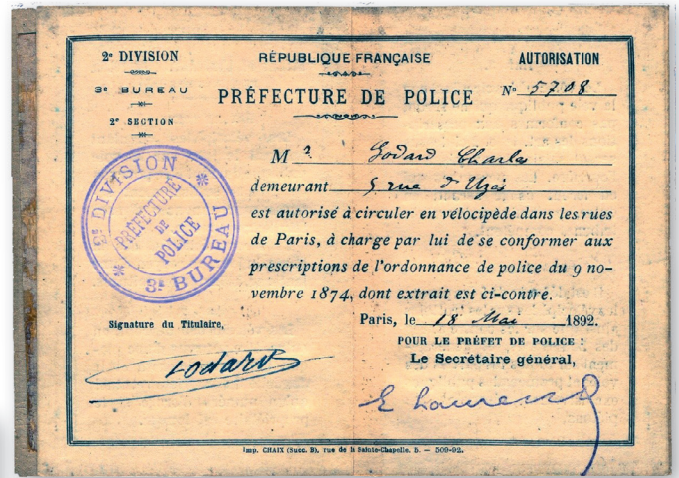 2e DIVISION
3e BUREAU
2e SECTION
RÉPUBLIQUE FRANÇAISE
PRÉFECTURE DE POLICE
AUTORISATION
No 5708
Mr Godard Charles
demeurant 5 rue d'Uzès
est autorisé à circuler en vélocipède dans les rues
de Paris, à charge par lui de se conformer aux
prescriptions de l'ordonnance de police du 9 no-
vembre 1874, dont extrait est ci-contre.
Paris, le 18 Mai 1892.
POUR LE PRÉFET DE POLICE :
Le Secrétaire général,
E Laurent
Signature du Titulaire,
Godard
2e DIVISION
PRÉFECTURE
DE
POLICE
3e BUREAU
Imp. CHAIX (Succ. B), rue de la Sainte-Chapelle, 5. — 509-92.